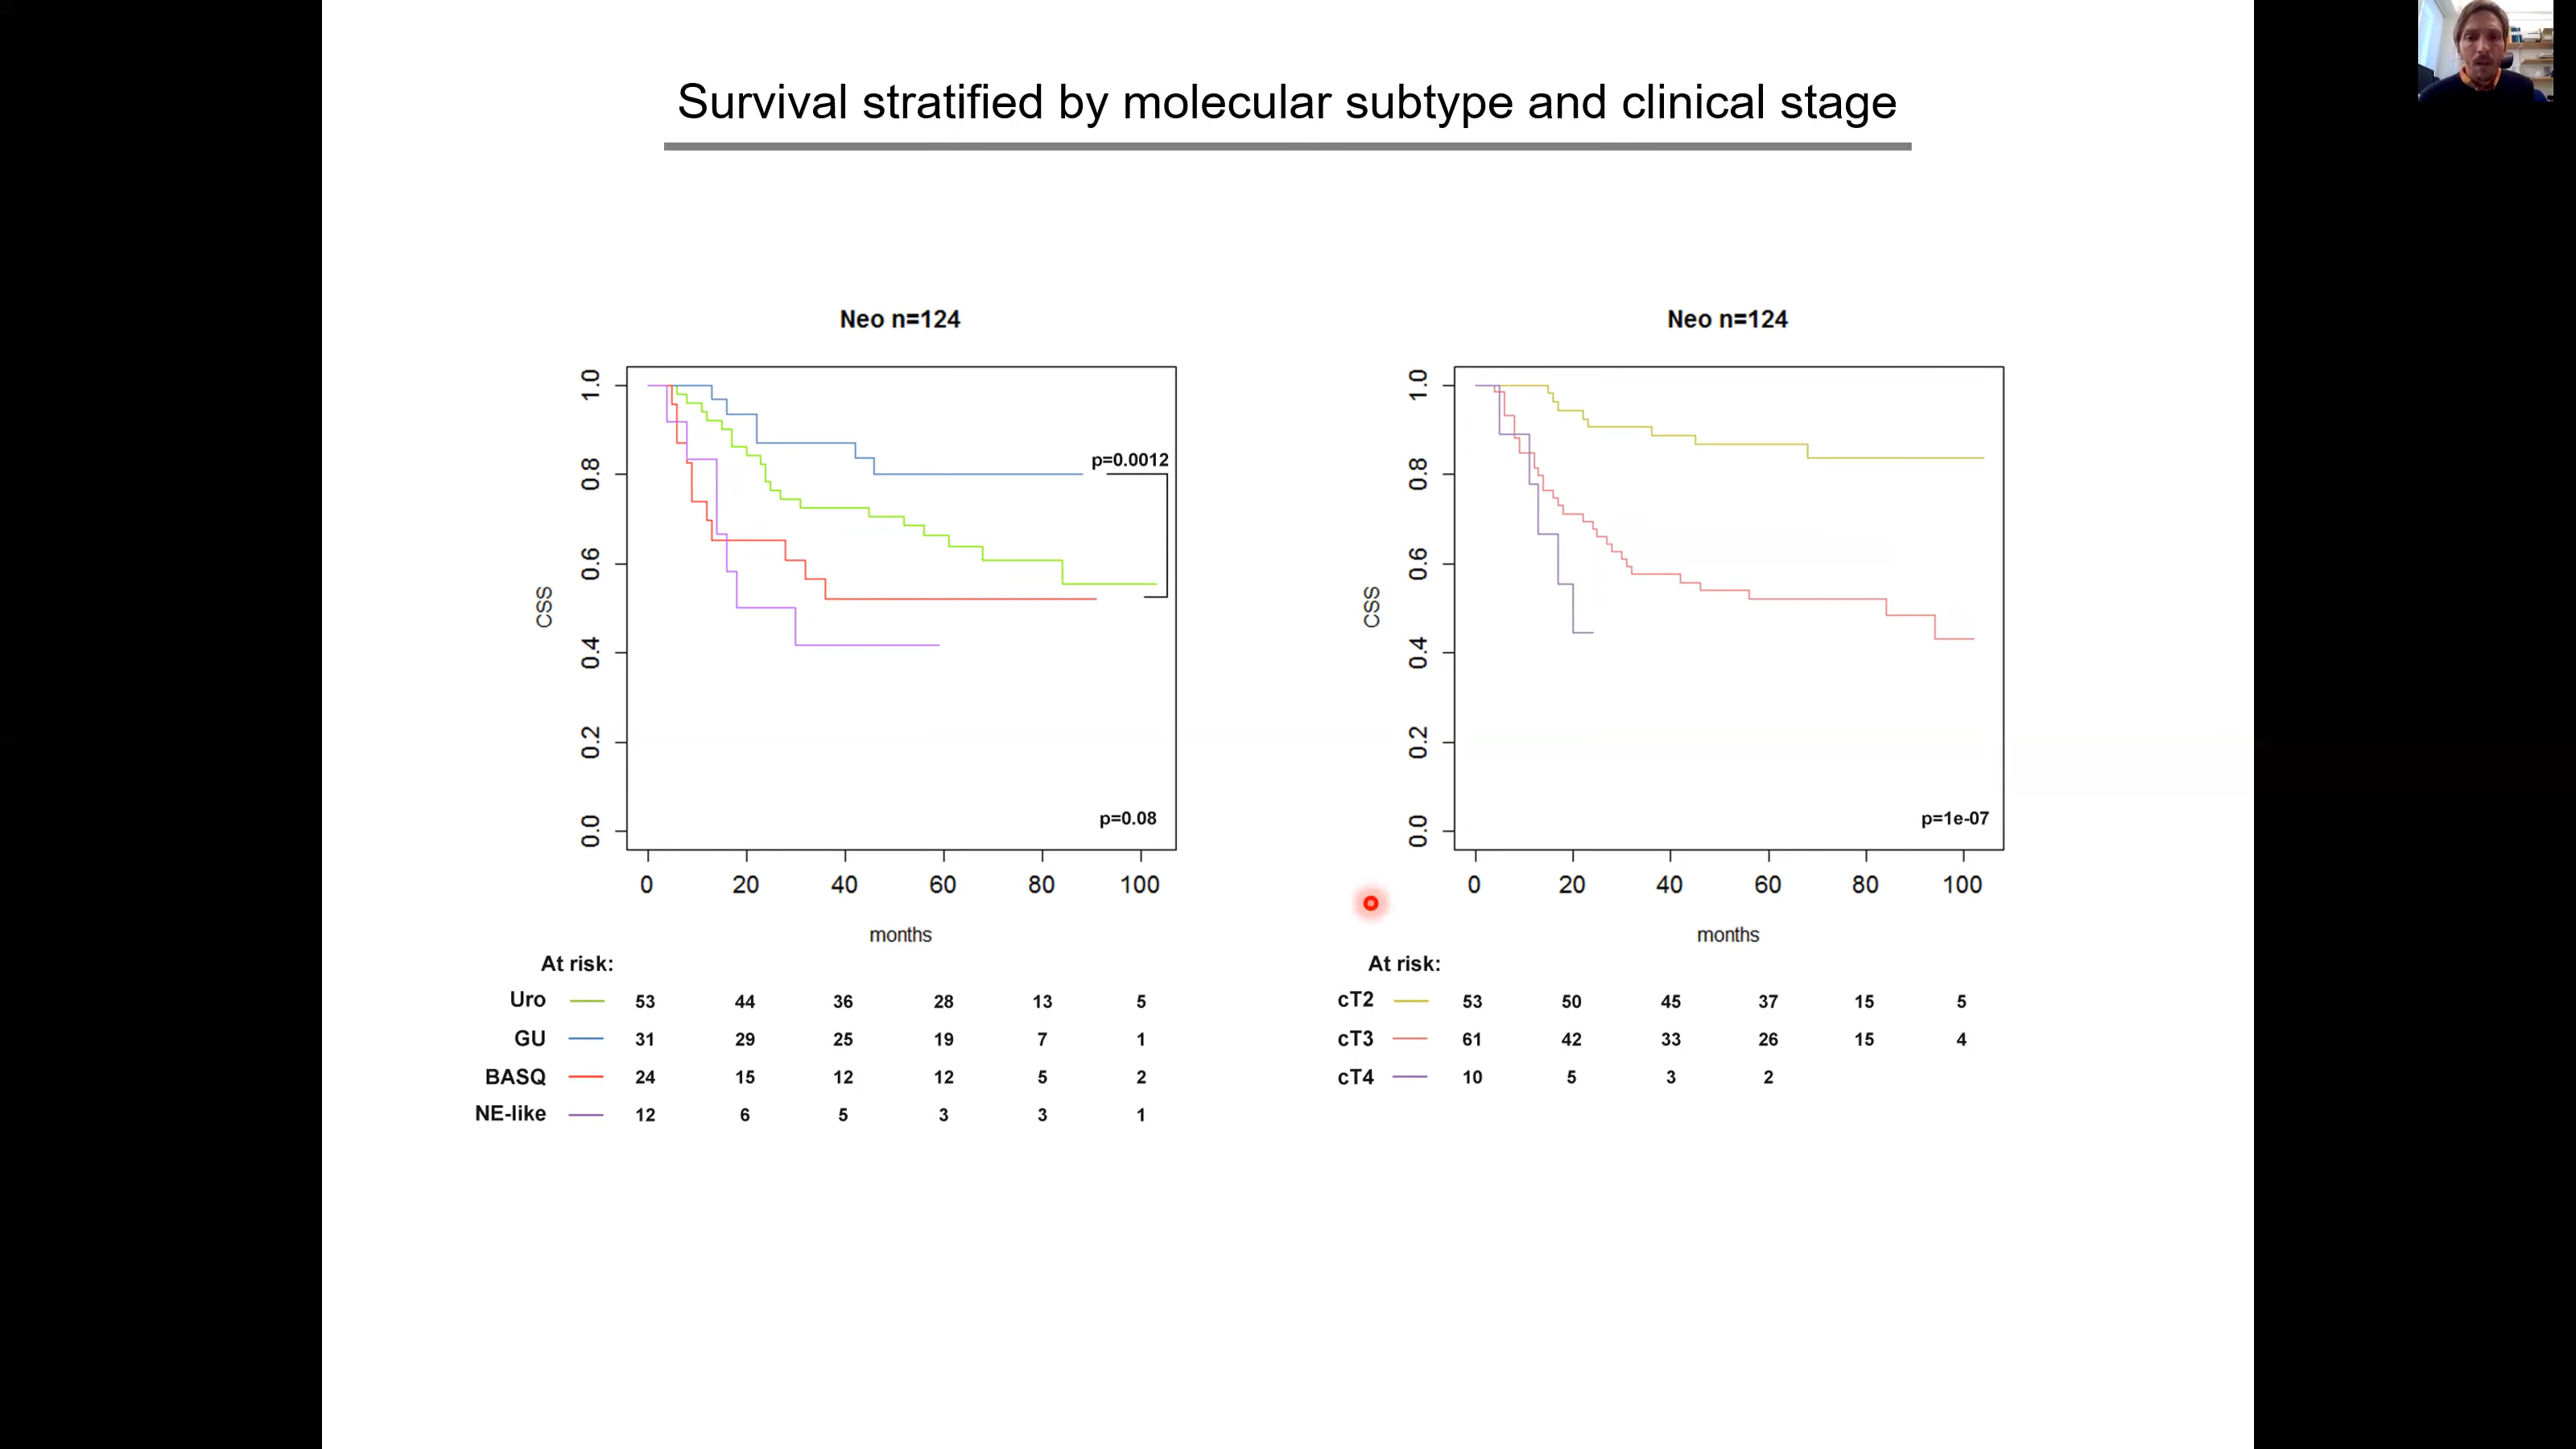 Survival stratified by molecular subtype and clinical stage
Neo n=124
1.0
0.8
0.6
0.4
0.2
0.0
CSS
p=0.0012
p=0.08
0 20 40 60 80 100
months
At risk:
Uro 53 44 36 28 13 5
GU 31 29 25 19 7 1
BASQ 24 15 12 12 5 2
NE-like 12 6 5 3 3 1
Neo n=124
1.0
0.8
0.6
0.4
0.2
0.0
CSS
p=1e-07
0 20 40 60 80 100
months
At risk:
cT2 53 50 45 37 15 5
cT3 61 42 33 26 15 4
cT4 10 5 3 2